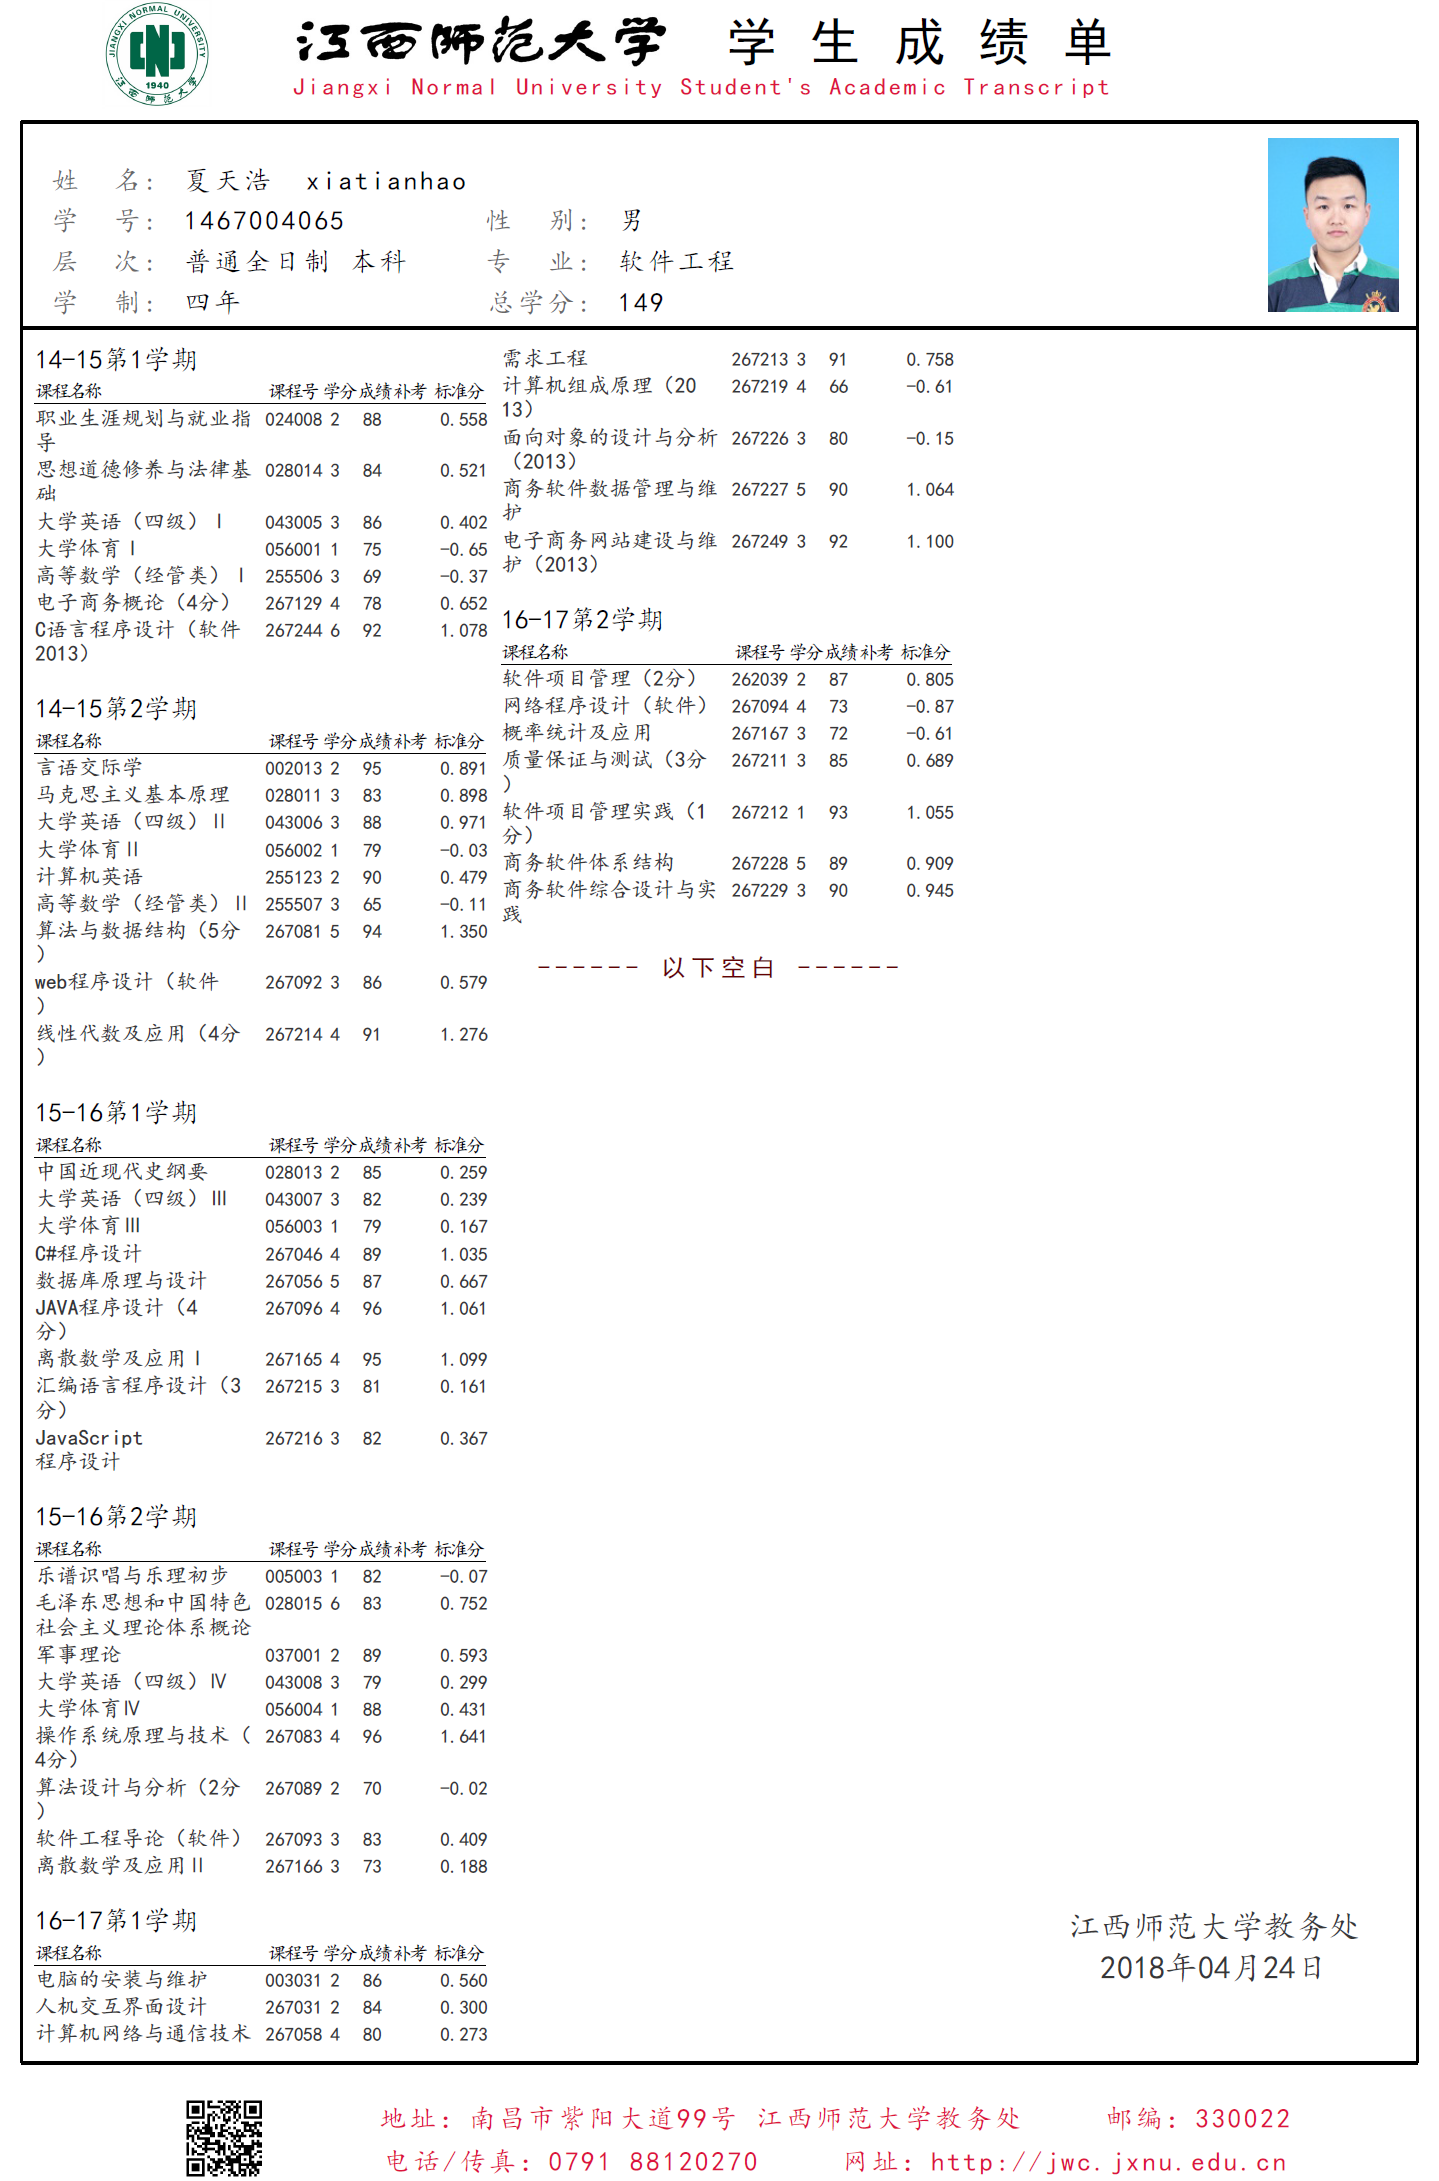 JIANGXI NORMAL UNIVERSITY
1940
江西师范大学
江西师范大学 学生成绩单
Jiangxi Normal University Student's Academic Transcript
姓 名: 夏天浩 xiatianhao
学 号: 1467004065 性 别: 男
层 次: 普通全日制 本科 专 业: 软件工程
学 制: 四年 总学分: 149
14-15第1学期
课程名称 课程号 学分 成绩 补考 标准分
职业生涯规划与就业指 024008 2 88 0.558
导
思想道德修养与法律基 028014 3 84 0.521
础
大学英语（四级）Ⅰ 043005 3 86 0.402
大学体育Ⅰ 056001 1 75 -0.65
高等数学（经管类）Ⅰ 255506 3 69 -0.37
电子商务概论（4分） 267129 4 78 0.652
C语言程序设计（软件 267244 6 92 1.078
2013）
14-15第2学期
课程名称 课程号 学分 成绩 补考 标准分
言语交际学 002013 2 95 0.891
马克思主义基本原理 028011 3 83 0.898
大学英语（四级）Ⅱ 043006 3 88 0.971
大学体育Ⅱ 056002 1 79 -0.03
计算机英语 255123 2 90 0.479
高等数学（经管类）Ⅱ 255507 3 65 -0.11
算法与数据结构（5分 267081 5 94 1.350
）
web程序设计（软件 267092 3 86 0.579
）
线性代数及应用（4分 267214 4 91 1.276
）
15-16第1学期
课程名称 课程号 学分 成绩 补考 标准分
中国近现代史纲要 028013 2 85 0.259
大学英语（四级）Ⅲ 043007 3 82 0.239
大学体育Ⅲ 056003 1 79 0.167
C#程序设计 267046 4 89 1.035
数据库原理与设计 267056 5 87 0.667
JAVA程序设计（4 267096 4 96 1.061
分）
离散数学及应用Ⅰ 267165 4 95 1.099
汇编语言程序设计（3 267215 3 81 0.161
分）
JavaScript 267216 3 82 0.367
程序设计
15-16第2学期
课程名称 课程号 学分 成绩 补考 标准分
乐谱识唱与乐理初步 005003 1 82 -0.07
毛泽东思想和中国特色 028015 6 83 0.752
社会主义理论体系概论
军事理论 037001 2 89 0.593
大学英语（四级）Ⅳ 043008 3 79 0.299
大学体育Ⅳ 056004 1 88 0.431
操作系统原理与技术（ 267083 4 96 1.641
4分）
算法设计与分析（2分 267089 2 70 -0.02
）
软件工程导论（软件） 267093 3 83 0.409
离散数学及应用Ⅱ 267166 3 73 0.188
16-17第1学期
课程名称 课程号 学分 成绩 补考 标准分
电脑的安装与维护 003031 2 86 0.560
人机交互界面设计 267031 2 84 0.300
计算机网络与通信技术 267058 4 80 0.273
需求工程 267213 3 91 0.758
计算机组成原理（20 267219 4 66 -0.61
13）
面向对象的设计与分析 267226 3 80 -0.15
（2013）
商务软件数据管理与维 267227 5 90 1.064
护
电子商务网站建设与维 267249 3 92 1.100
护（2013）
16-17第2学期
课程名称 课程号 学分 成绩 补考 标准分
软件项目管理（2分） 262039 2 87 0.805
网络程序设计（软件） 267094 4 73 -0.87
概率统计及应用 267167 3 72 -0.61
质量保证与测试（3分 267211 3 85 0.689
）
软件项目管理实践（1 267212 1 93 1.055
分）
商务软件体系结构 267228 5 89 0.909
商务软件综合设计与实 267229 3 90 0.945
践
------ 以下空白 ------
江西师范大学教务处
2018年04月24日
地址: 南昌市紫阳大道99号 江西师范大学教务处 邮编: 330022
电话/传真: 0791 88120270 网址: http://jwc.jxnu.edu.cn